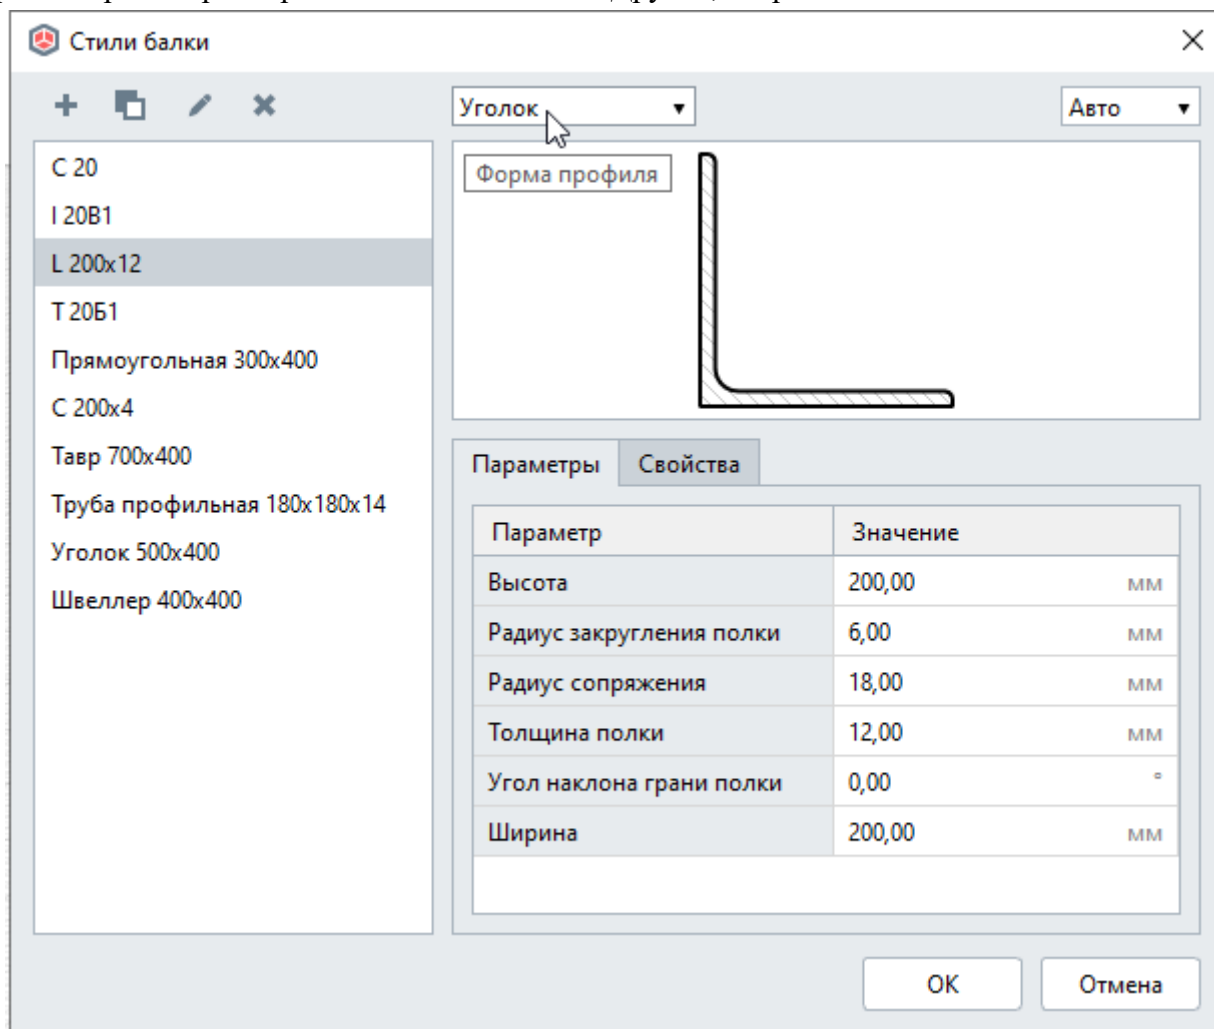 Стили балки
Уголок
Авто
Форма профиля
С 20
I 20В1
L 200x12
Т 20Б1
Прямоугольная 300x400
С 200x4
Тавр 700x400
Труба профильная 180x180x14
Уголок 500x400
Швеллер 400x400
Параметры Свойства
Параметр Значение
Высота 200,00 мм
Радиус закругления полки 6,00 мм
Радиус сопряжения 18,00 мм
Толщина полки 12,00 мм
Угол наклона грани полки 0,00 °
Ширина 200,00 мм
ОК Отмена